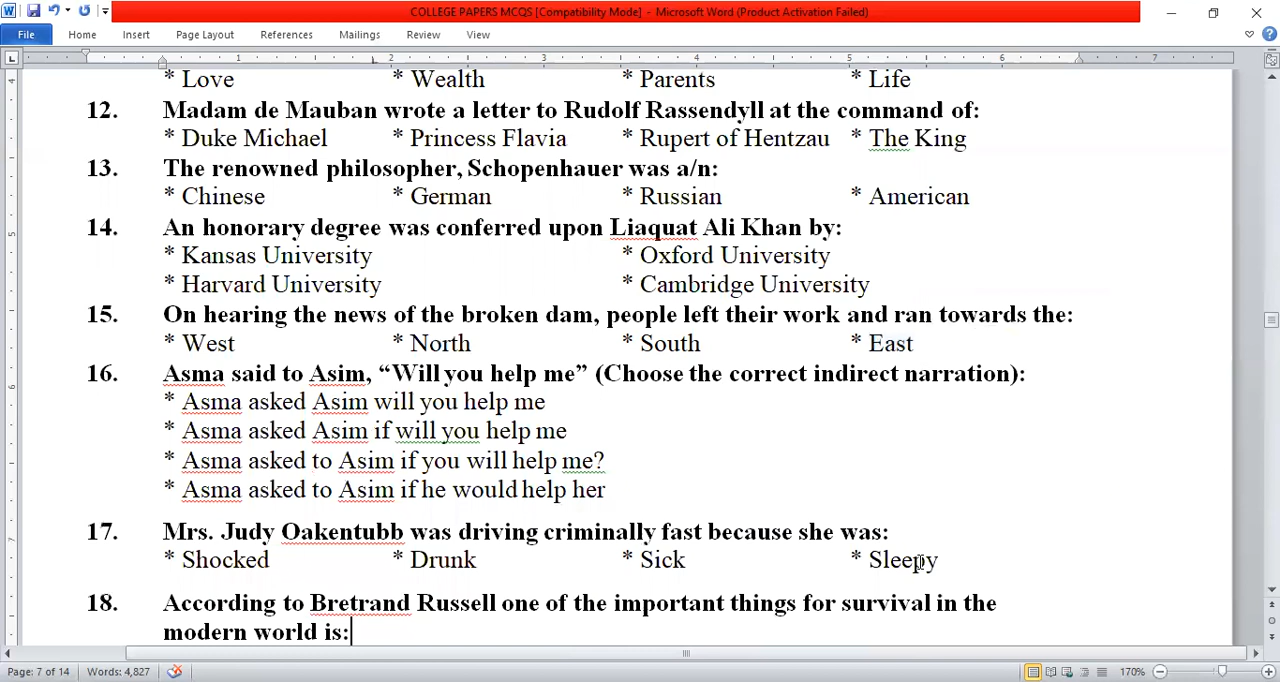 COLLEGE PAPERS MCQS [Compatibility Mode] - Microsoft Word (Product Activation Failed)
File Home Insert Page Layout References Mailings Review View
1 2 3 4 5 6 7
* Love * Wealth * Parents * Life
12. Madam de Mauban wrote a letter to Rudolf Rassendyll at the command of:
* Duke Michael * Princess Flavia * Rupert of Hentzau * The King
13. The renowned philosopher, Schopenhauer was a/n:
* Chinese * German * Russian * American
14. An honorary degree was conferred upon Liaquat Ali Khan by:
* Kansas University * Oxford University
* Harvard University * Cambridge University
15. On hearing the news of the broken dam, people left their work and ran towards the:
* West * North * South * East
16. Asma said to Asim, “Will you help me” (Choose the correct indirect narration):
* Asma asked Asim will you help me
* Asma asked Asim if will you help me
* Asma asked to Asim if you will help me?
* Asma asked to Asim if he would help her
17. Mrs. Judy Oakentubb was driving criminally fast because she was:
* Shocked * Drunk * Sick * Sleepy
18. According to Bretrand Russell one of the important things for survival in the
modern world is:
Page: 7 of 14 Words: 4,827 170%